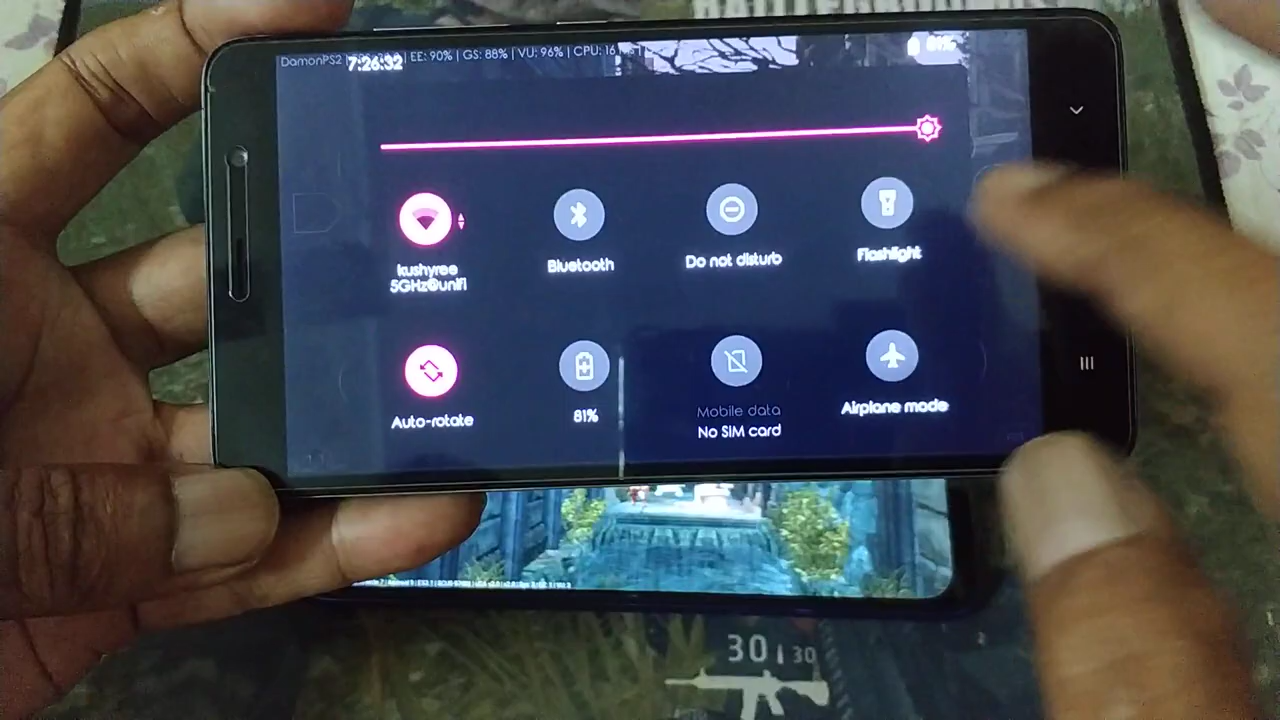 DamonPS2 | 7:26:32 | EE: 90% | GS: 88% | VU: 96% | CPU: 16
81%
kushyree
5GHz@unifi
Bluetooth
Do not disturb
Flashlight
Auto-rotate
81%
Mobile data
No SIM card
Airplane mode
30 | 30